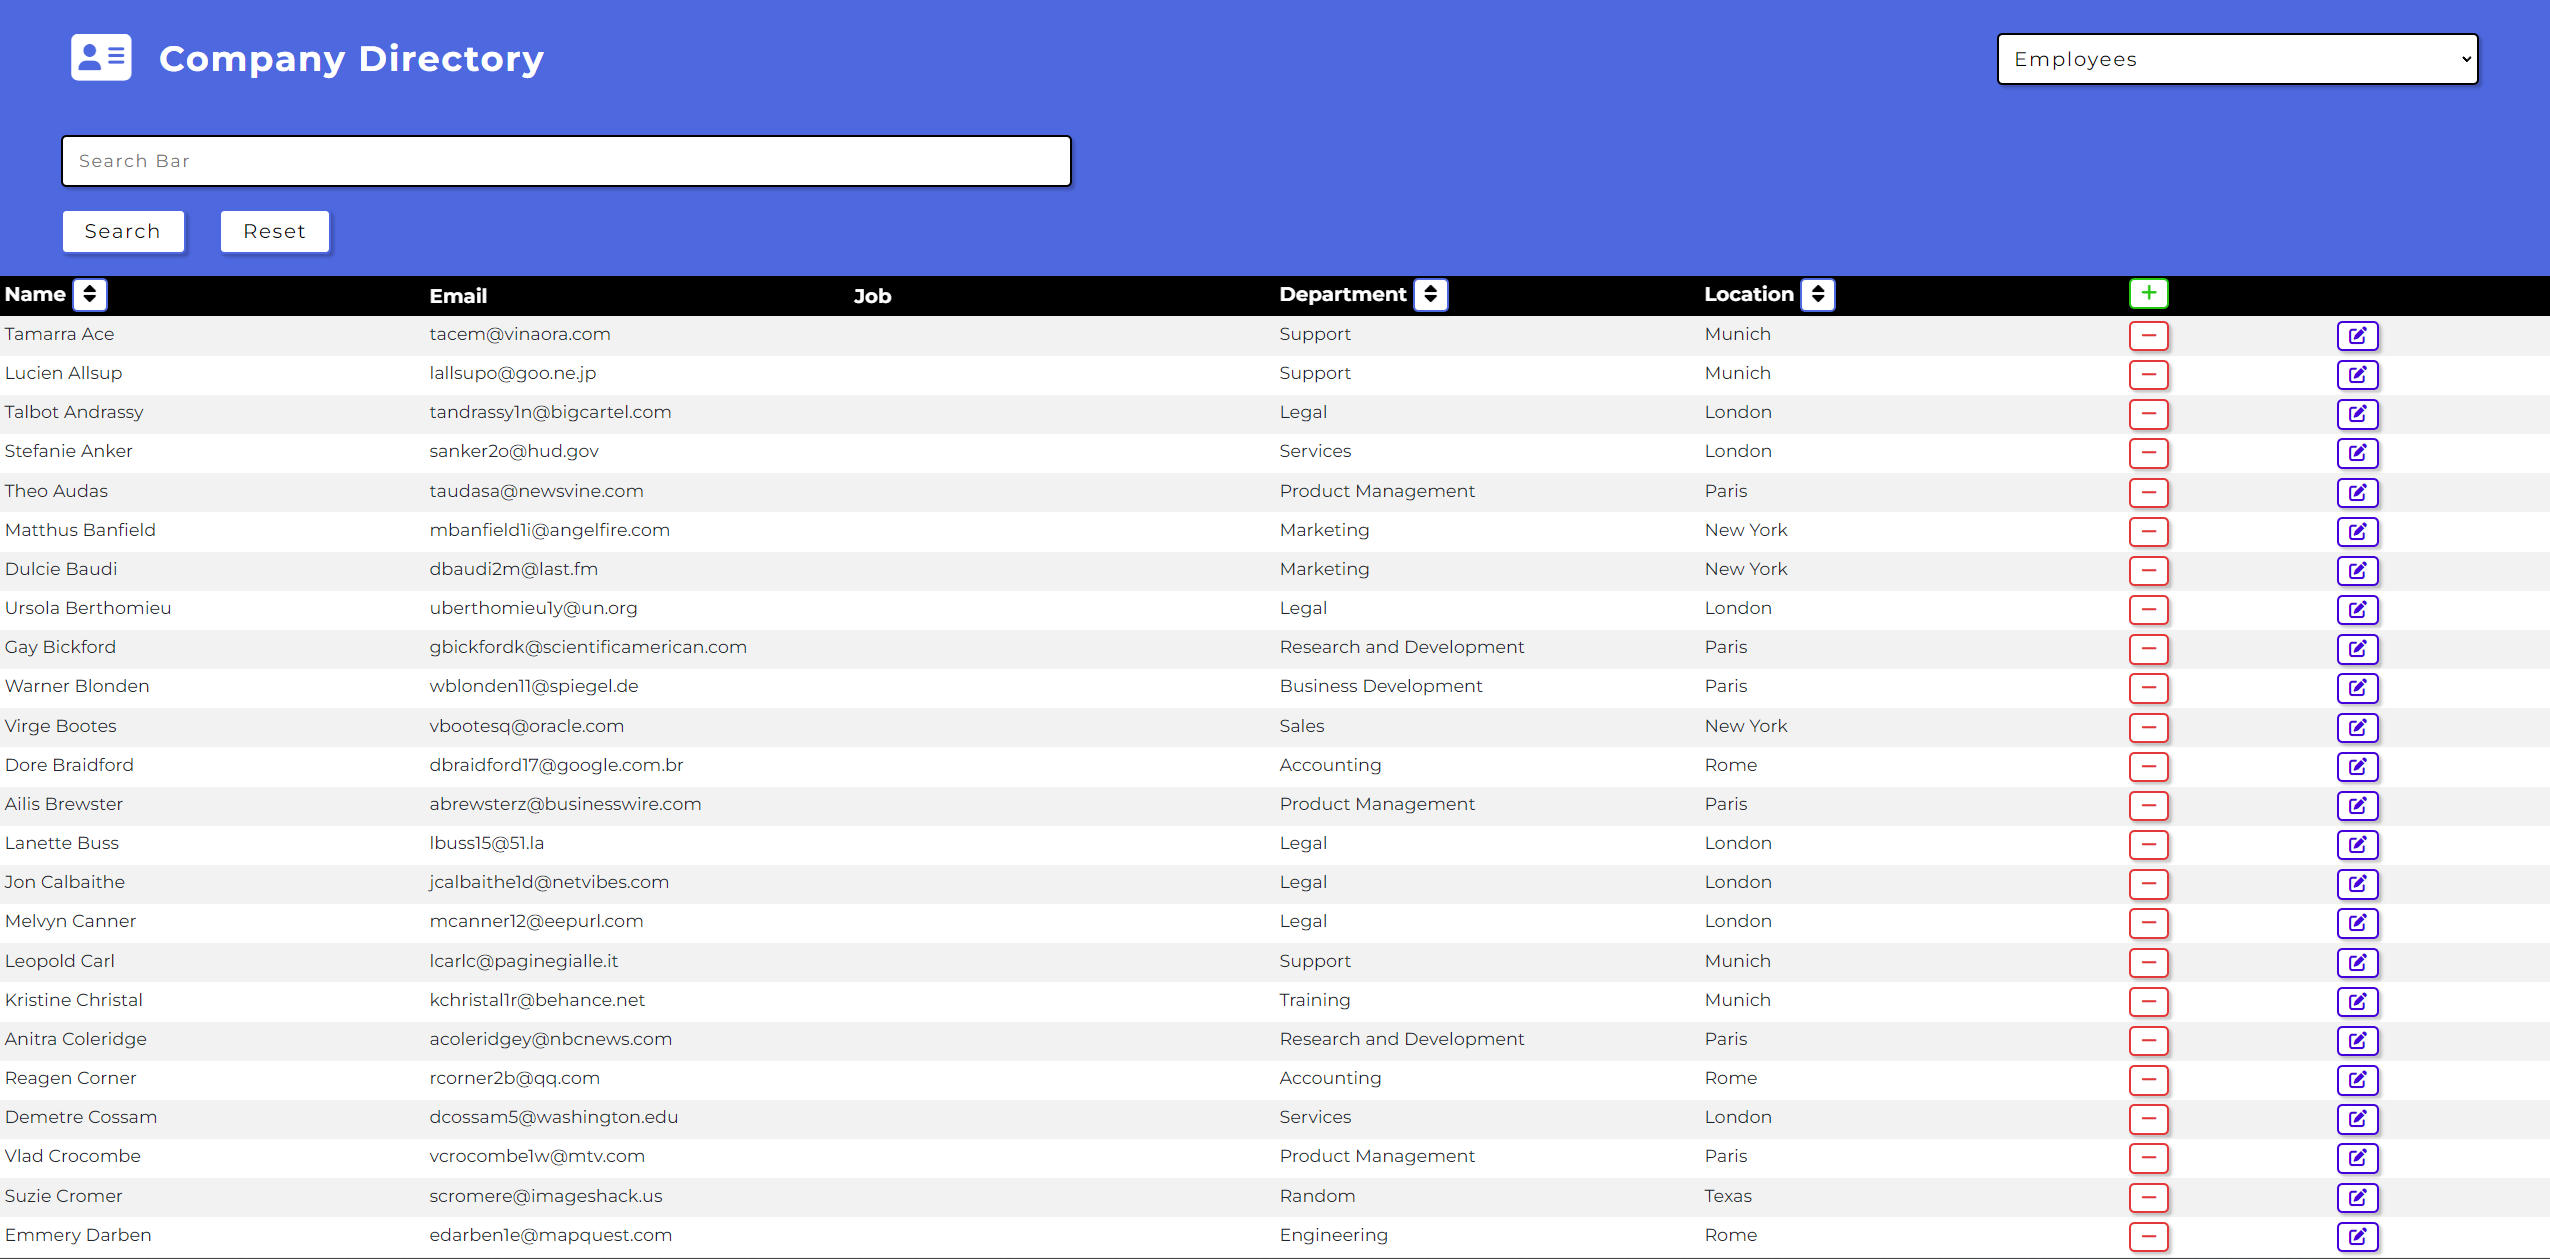 Company Directory
Employees
Search Bar
Search Reset
Name Email Job Department Location
Tamarra Ace tacem@vinaora.com Support Munich
Lucien Allsup lallsupo@goo.ne.jp Support Munich
Talbot Andrassy tandrassy1n@bigcartel.com Legal London
Stefanie Anker sanker2o@hud.gov Services London
Theo Audas taudasa@newsvine.com Product Management Paris
Matthus Banfield mbanfield1i@angelfire.com Marketing New York
Dulcie Baudi dbaudi2m@last.fm Marketing New York
Ursola Berthomieu uberthomieu1y@un.org Legal London
Gay Bickford gbickfordk@scientificamerican.com Research and Development Paris
Warner Blonden wblonden11@spiegel.de Business Development Paris
Virge Bootes vbootesq@oracle.com Sales New York
Dore Braidford dbraidford17@google.com.br Accounting Rome
Ailis Brewster abrewsterz@businesswire.com Product Management Paris
Lanette Buss lbuss15@51.la Legal London
Jon Calbaithe jcalbaithe1d@netvibes.com Legal London
Melvyn Canner mcanner12@eepurl.com Legal London
Leopold Carl lcarlc@paginegialle.it Support Munich
Kristine Christal kchristal1r@behance.net Training Munich
Anitra Coleridge acoleridgey@nbcnews.com Research and Development Paris
Reagen Corner rcorner2b@qq.com Accounting Rome
Demetre Cossam dcossam5@washington.edu Services London
Vlad Crocombe vcrocombe1w@mtv.com Product Management Paris
Suzie Cromer scromere@imageshack.us Random Texas
Emmery Darben edarben1e@mapquest.com Engineering Rome